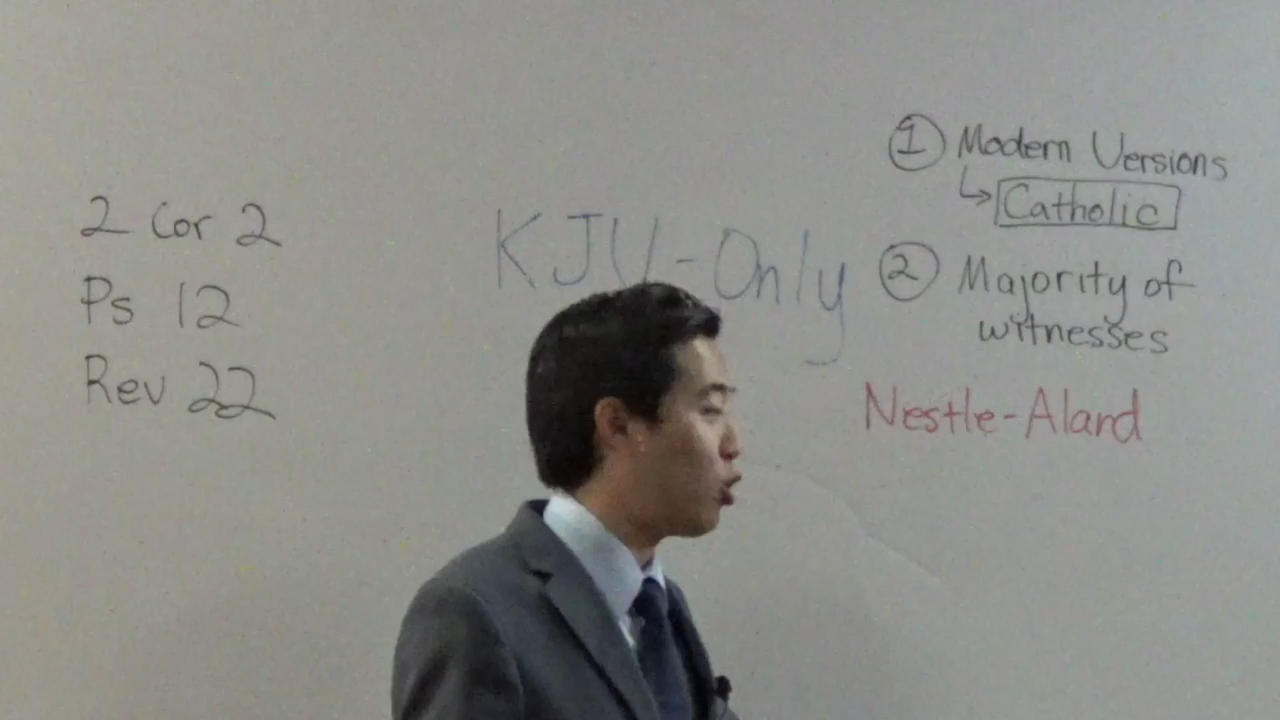 2 Cor 2
Ps 12
Rev 22
KJV-Only
1 Modern Versions
↳ Catholic
2 Majority of
witnesses
Nestle-Aland